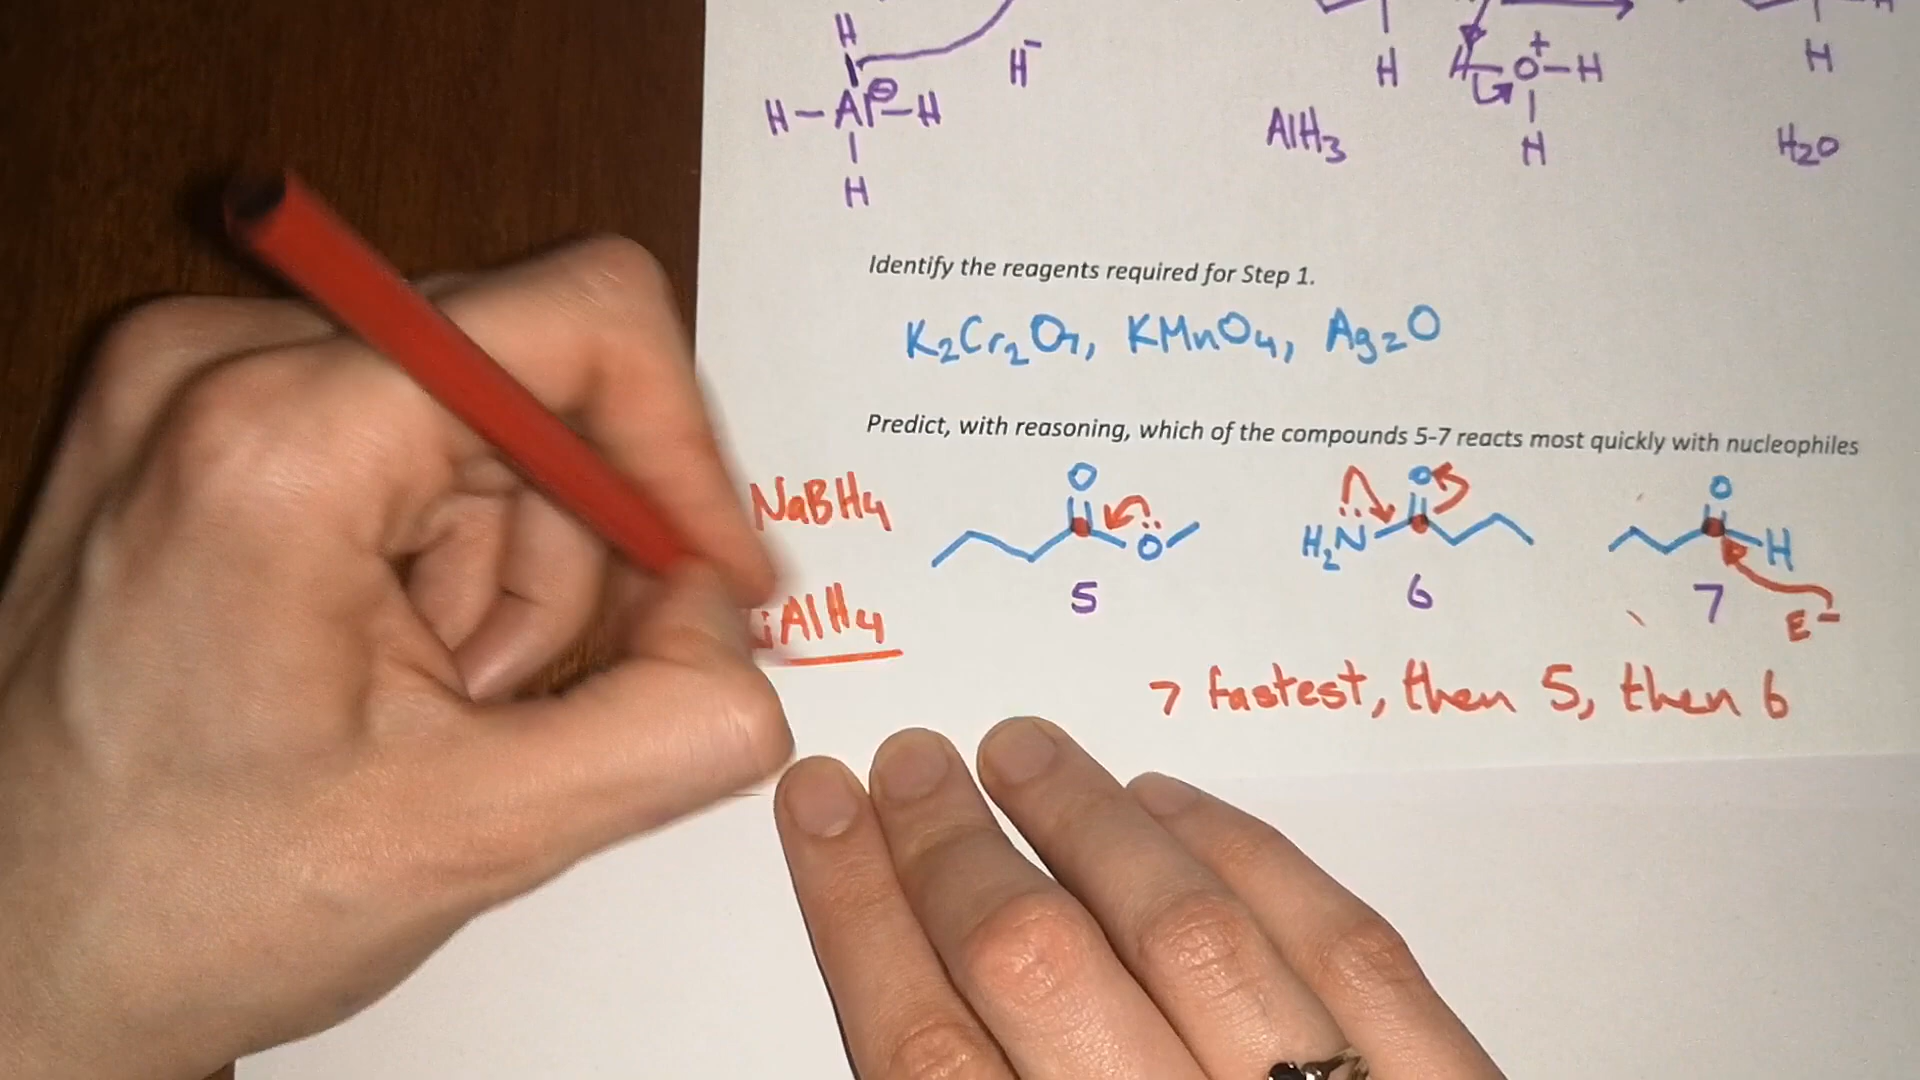 H
H⁻
H–Al⊖–H
H
H
H–O⁺–H
H
AlH₃
H
H₂O
Identify the reagents required for Step 1.
K₂Cr₂O₇, KMnO₄, Ag₂O
Predict, with reasoning, which of the compounds 5-7 reacts most quickly with nucleophiles
NaBH₄
O
O
O
H₂N
O
H
iAlH₄
5
6
7
E⁻
7 fastest, then 5, then 6